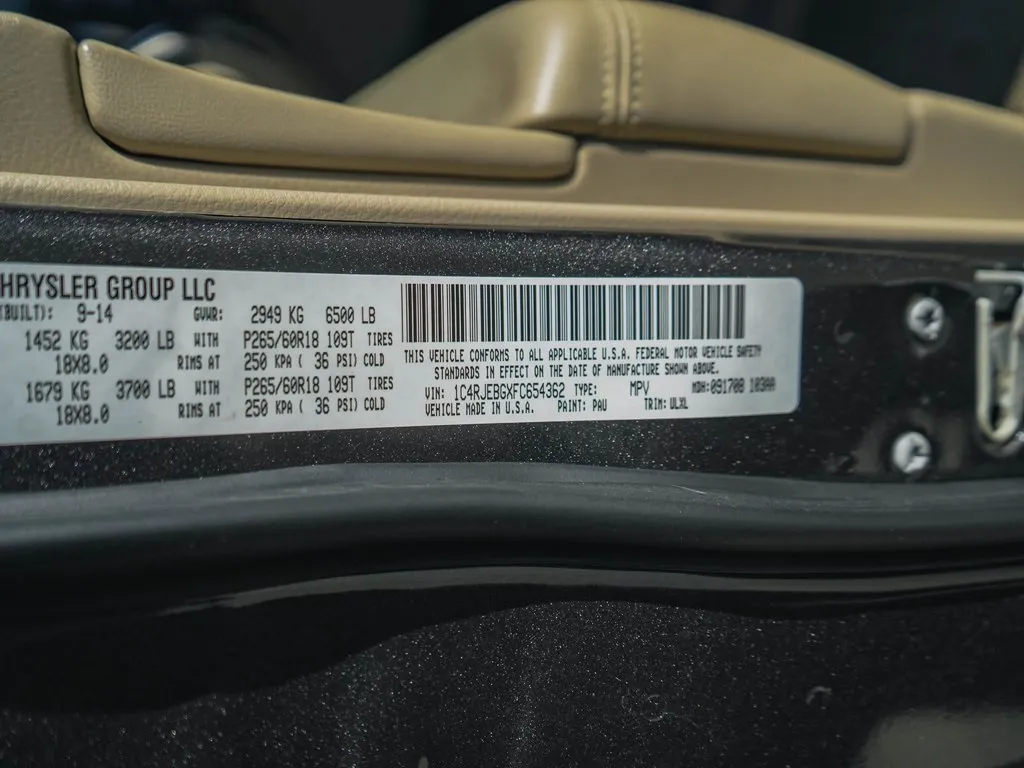 HRYSLER GROUP LLC
(BUILT): 9-14 GVWR: 2949 KG 6500 LB
1452 KG 3200 LB WITH P265/60R18 109T TIRES
18X8.0 RIMS AT 250 KPA ( 36 PSI) COLD
1679 KG 3700 LB WITH P265/60R18 109T TIRES
18X8.0 RIMS AT 250 KPA ( 36 PSI) COLD
THIS VEHICLE CONFORMS TO ALL APPLICABLE U.S.A. FEDERAL MOTOR VEHICLE SAFETY
STANDARDS IN EFFECT ON THE DATE OF MANUFACTURE SHOWN ABOVE.
VIN: 1C4RJEBGXFC654362 TYPE: MPV MDH: 091708
VEHICLE MADE IN U.S.A. PAINT: PAU TRIM: ULXL